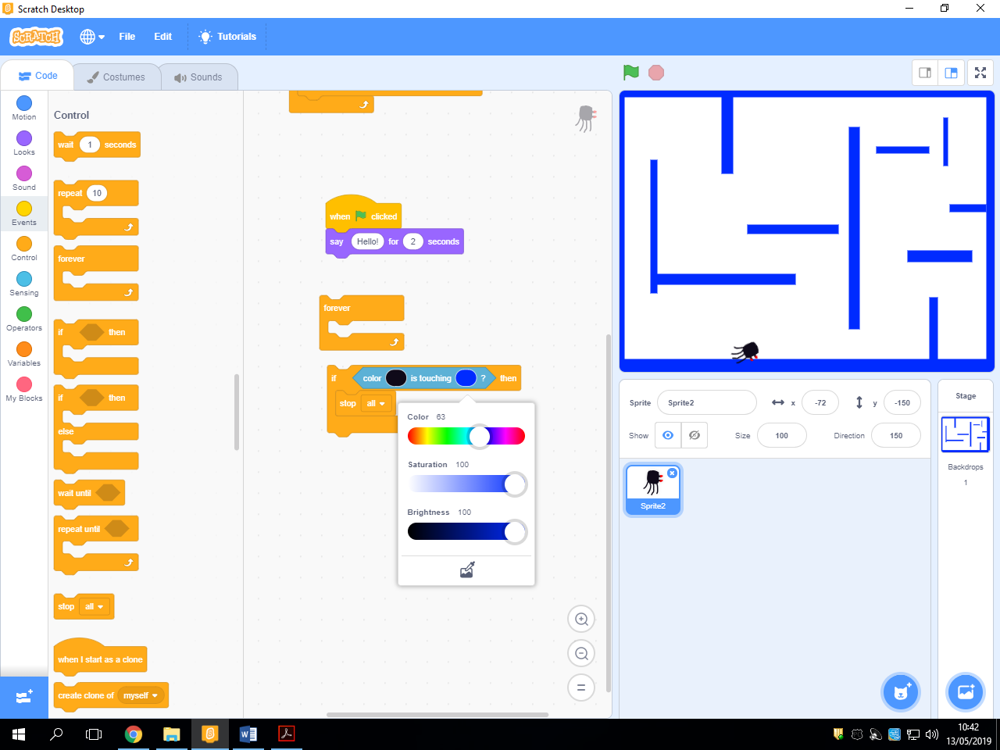 Scratch Desktop
SCRATCH File Edit Tutorials
Code Costumes Sounds
Motion
Looks
Sound
Events
Control
Sensing
Operators
Variables
My Blocks
Control
wait 1 seconds
repeat 10
forever
if then
if then
else
wait until
repeat until
stop all
when I start as a clone
create clone of myself
when clicked
say Hello! for 2 seconds
forever
if color is touching ? then
stop all
Color 63
Saturation 100
Brightness 100
Sprite Sprite2 x -72 y -150
Show Size 100 Direction 150
Sprite2
Stage
Backdrops
1
10:42
13/05/2019